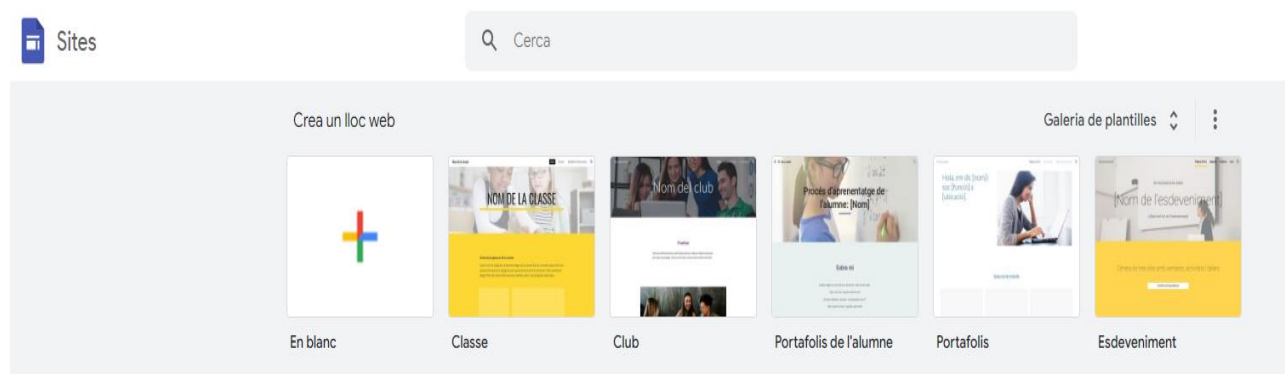 Sites
Cerca
Crea un lloc web
Galeria de plantilles
NOM DE LA CLASSE
Nom del club
Procés d'aprenentatge de
l'alumne: [Nom]
Sobre mi
Hola, em dic [nom]i
soc [funció] a
[ubicació].
[Nom de l'esdeveniment]
En blanc
Classe
Club
Portafolis de l'alumne
Portafolis
Esdeveniment